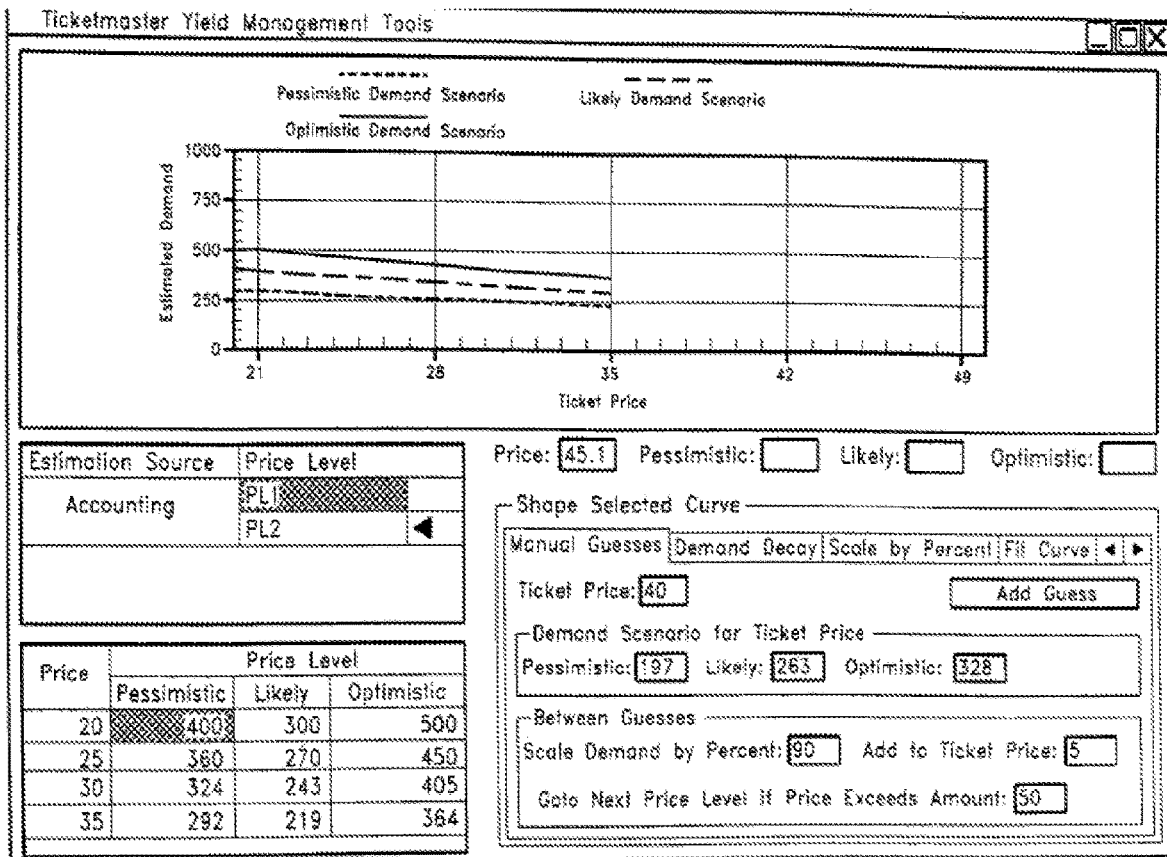 Ticketmaster Yield Management Tools
Pessimistic Demand Scenario
Likely Demand Scenario
Optimistic Demand Scenario
Estimated Demand
1000
750
500
250
0
21 28 35 42 49
Ticket Price
Estimation Source Price Level
Accounting PL1
PL2
Price: 45.1 Pessimistic: Likely: Optimistic:
Shape Selected Curve
Manual Guesses Demand Decay Scale by Percent Fit Curve
Ticket Price: 40 Add Guess
Demand Scenario for Ticket Price
Pessimistic: 197 Likely: 263 Optimistic: 328
Between Guesses
Scale Demand by Percent: 90 Add to Ticket Price: 5
Goto Next Price Level if Price Exceeds Amount: 50
Price Price Level
Pessimistic Likely Optimistic
20 400 300 500
25 360 270 450
30 324 243 405
35 292 219 364